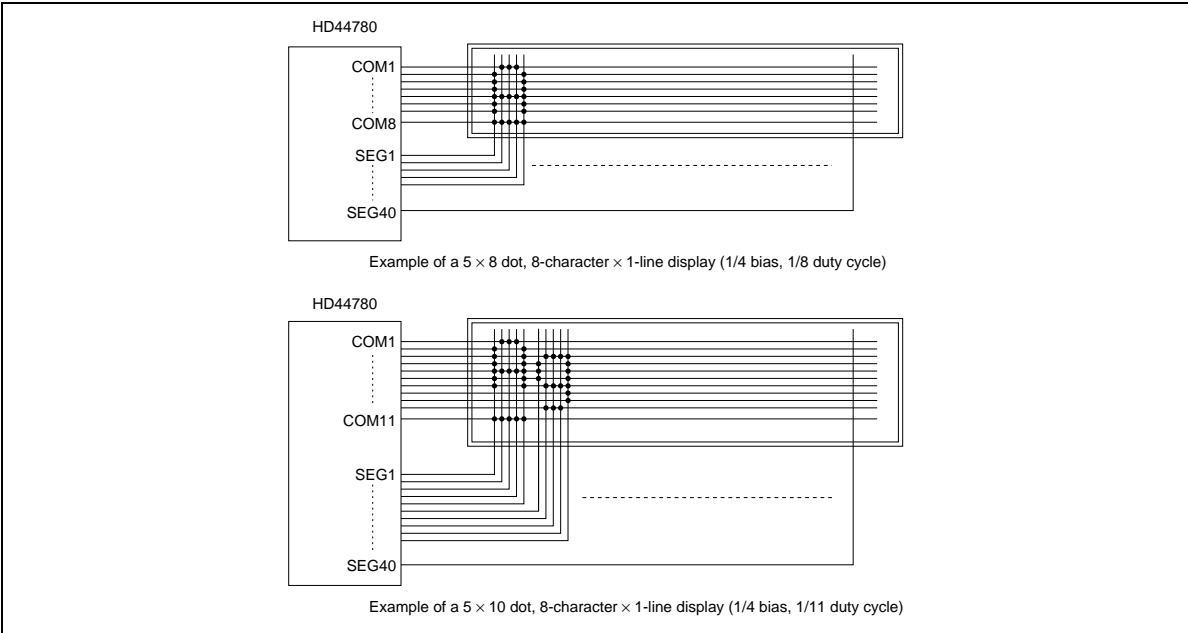 HD44780
COM1
COM8
SEG1
SEG40
Example of a 5 × 8 dot, 8-character × 1-line display (1/4 bias, 1/8 duty cycle)
HD44780
COM1
COM11
SEG1
SEG40
Example of a 5 × 10 dot, 8-character × 1-line display (1/4 bias, 1/11 duty cycle)